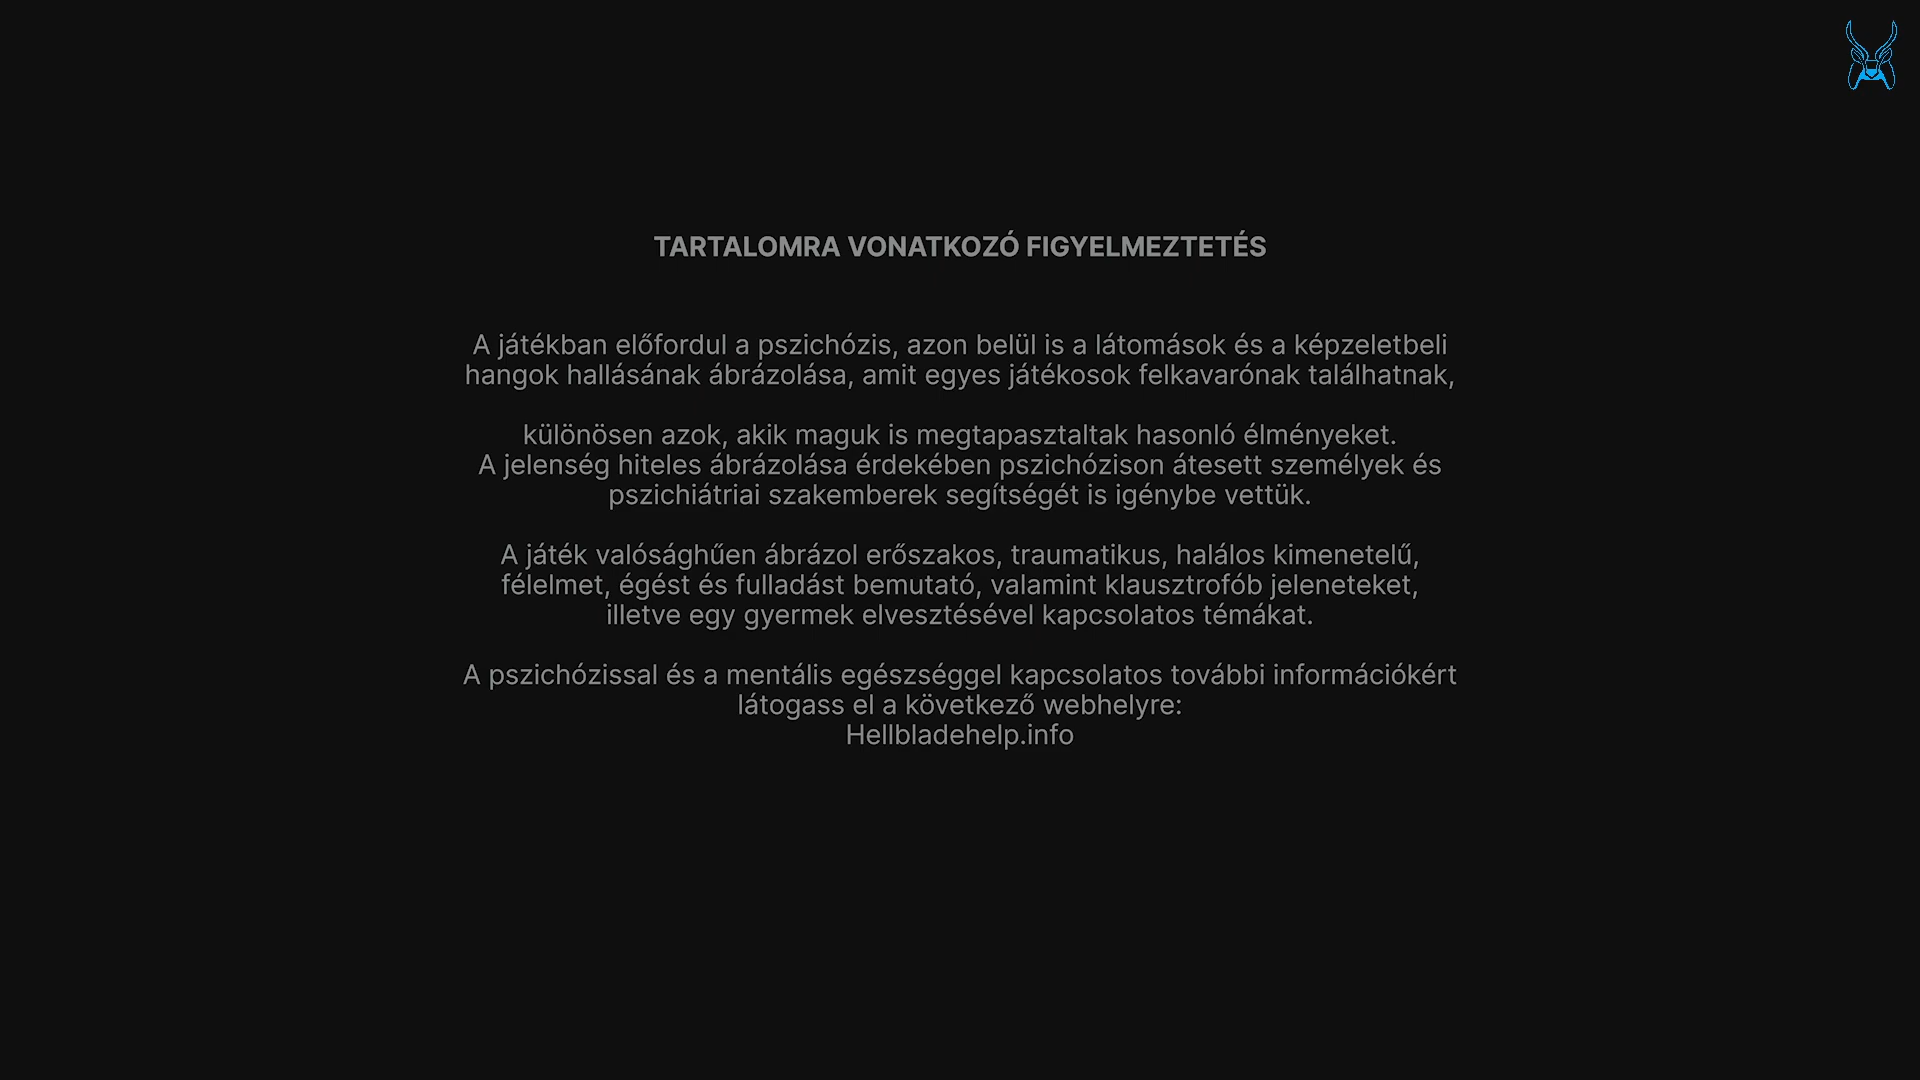 TARTALOMRA VONATKOZÓ FIGYELMEZTETÉS
A játékban előfordul a pszichózis, azon belül is a látomások és a képzeletbeli
hangok hallásának ábrázolása, amit egyes játékosok felkavarónak találhatnak,
különösen azok, akik maguk is megtapasztaltak hasonló élményeket.
A jelenség hiteles ábrázolása érdekében pszichózison átesett személyek és
pszichiátriai szakemberek segítségét is igénybe vettük.
A játék valósághűen ábrázol erőszakos, traumatikus, halálos kimenetelű,
félelmet, égést és fulladást bemutató, valamint klausztrofób jeleneteket,
illetve egy gyermek elvesztésével kapcsolatos témákat.
A pszichózissal és a mentális egészséggel kapcsolatos további információkért
látogass el a következő webhelyre:
Hellbladehelp.info